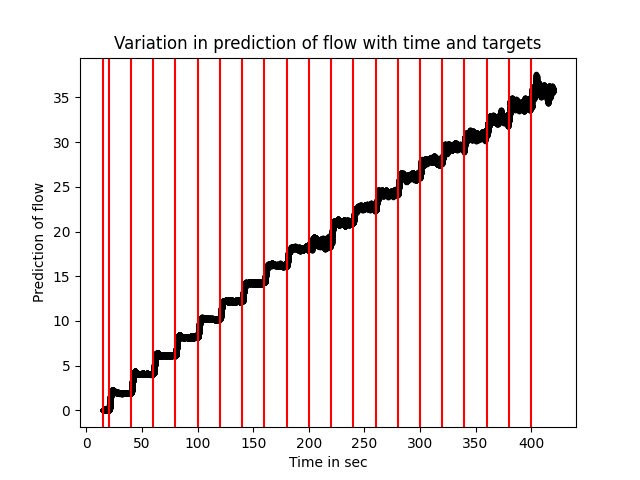 Variation in prediction of flow with time and targets
35
30
25
20
15
10
5
0
Prediction of flow
0 50 100 150 200 250 300 350 400
Time in sec